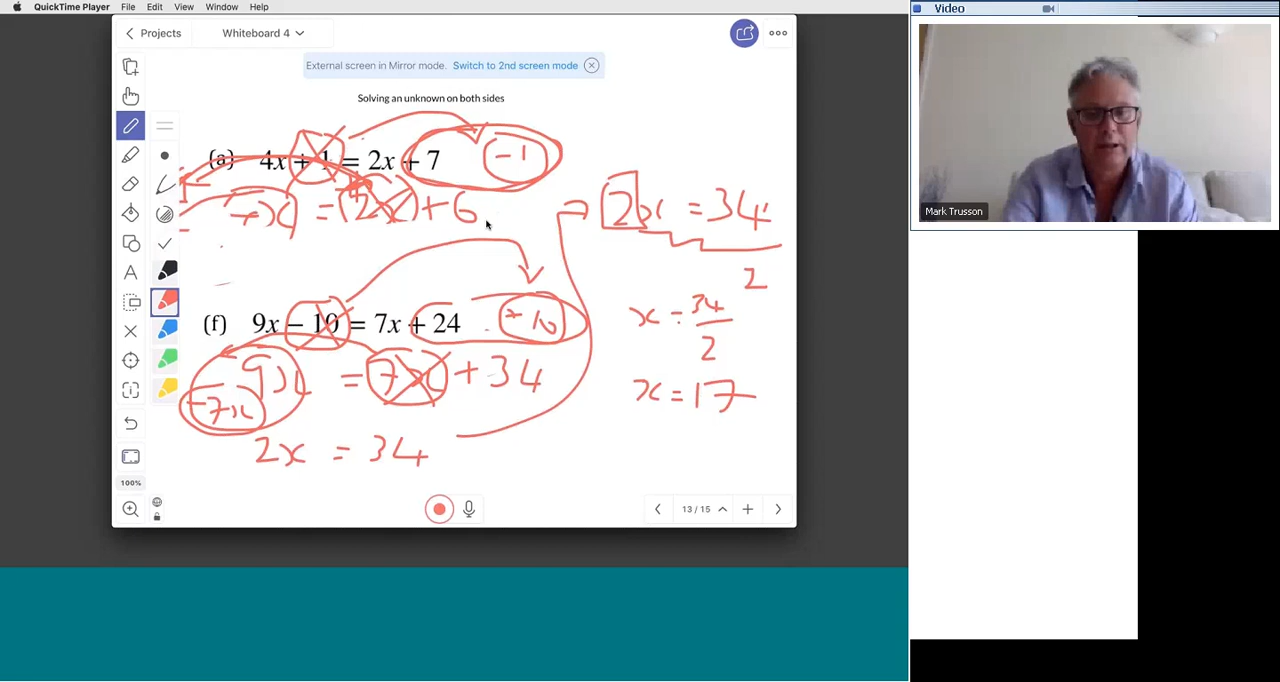 QuickTime Player File Edit View Window Help
Video
Projects
Whiteboard 4
External screen in Mirror mode. Switch to 2nd screen mode
Solving an unknown on both sides
(a) 4x + 1 = 2x + 7 -1
= 2x + 6
2x = 34
2
(f) 9x − 10 = 7x + 24 + 10
x = 34
2
9x = 7x + 34
-7x
x = 17
2x = 34
100%
13 / 15
Mark Trusson